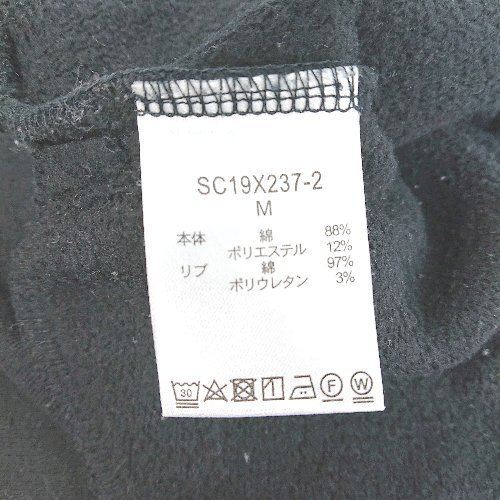 SC19X237-2
M
本体 綿 88%
ポリエステル 12%
リブ 綿 97%
ポリウレタン 3%
30 F W